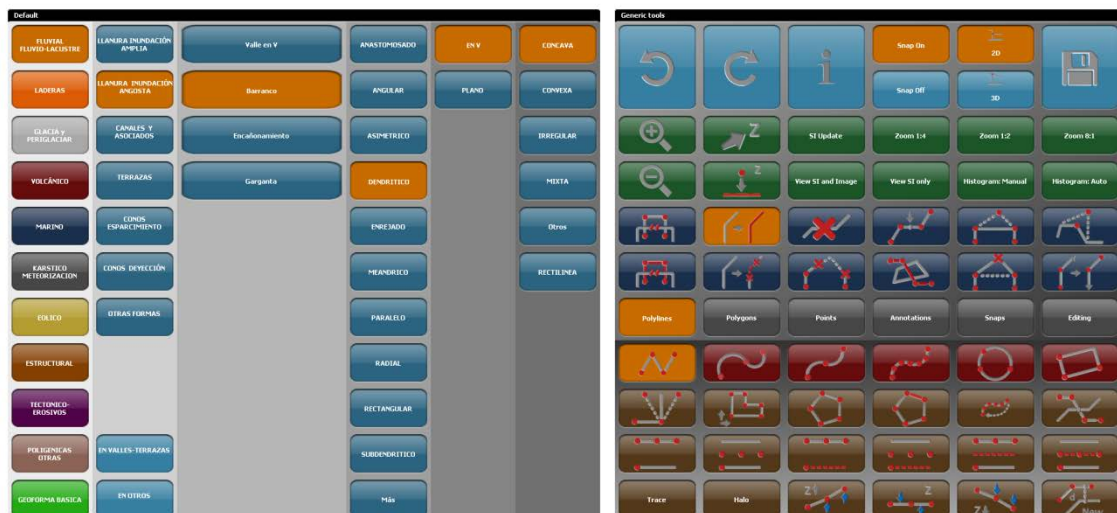 Default
FLUVIAL
FLUVIO-LACUSTRE
LLANURA INUNDACIÓN
AMPLIA
Valle en V
ANASTOMOSADO
EN V
CONCAVA
LADERAS
LLANURA INUNDACIÓN
ANGOSTA
Barranco
ANGULAR
PLANO
CONVEXA
GLACIA y
PERIGLACIAR
CANALES Y
ASOCIADOS
Encañonamiento
ASIMETRICO
IRREGULAR
VOLCÁNICO
TERRAZAS
Garganta
DENDRITICO
MIXTA
MARINO
CONOS
ESPARCIMIENTO
ENREJADO
Otros
KARSTICO
METEORIZACION
CONOS DEYECCIÓN
MEANDRICO
RECTILINEA
EOLICO
OTRAS FORMAS
PARALELO
ESTRUCTURAL
RADIAL
TECTONICO-
EROSIVOS
RECTANGULAR
POLIGENICAS
OTRAS
EN VALLES-TERRAZAS
SUBDENDRITICO
GEOFORMA BASICA
EN OTROS
Más
Generic tools
Snap On
2D
Snap Off
3D
Z
SI Update
Zoom 1:4
Zoom 1:2
Zoom 8:1
Z
View SI and Image
View SI only
Histogram: Manual
Histogram: Auto
Polylines
Polygons
Points
Annotations
Snaps
Editing
Trace
Halo
Z
Z
Z
d
New